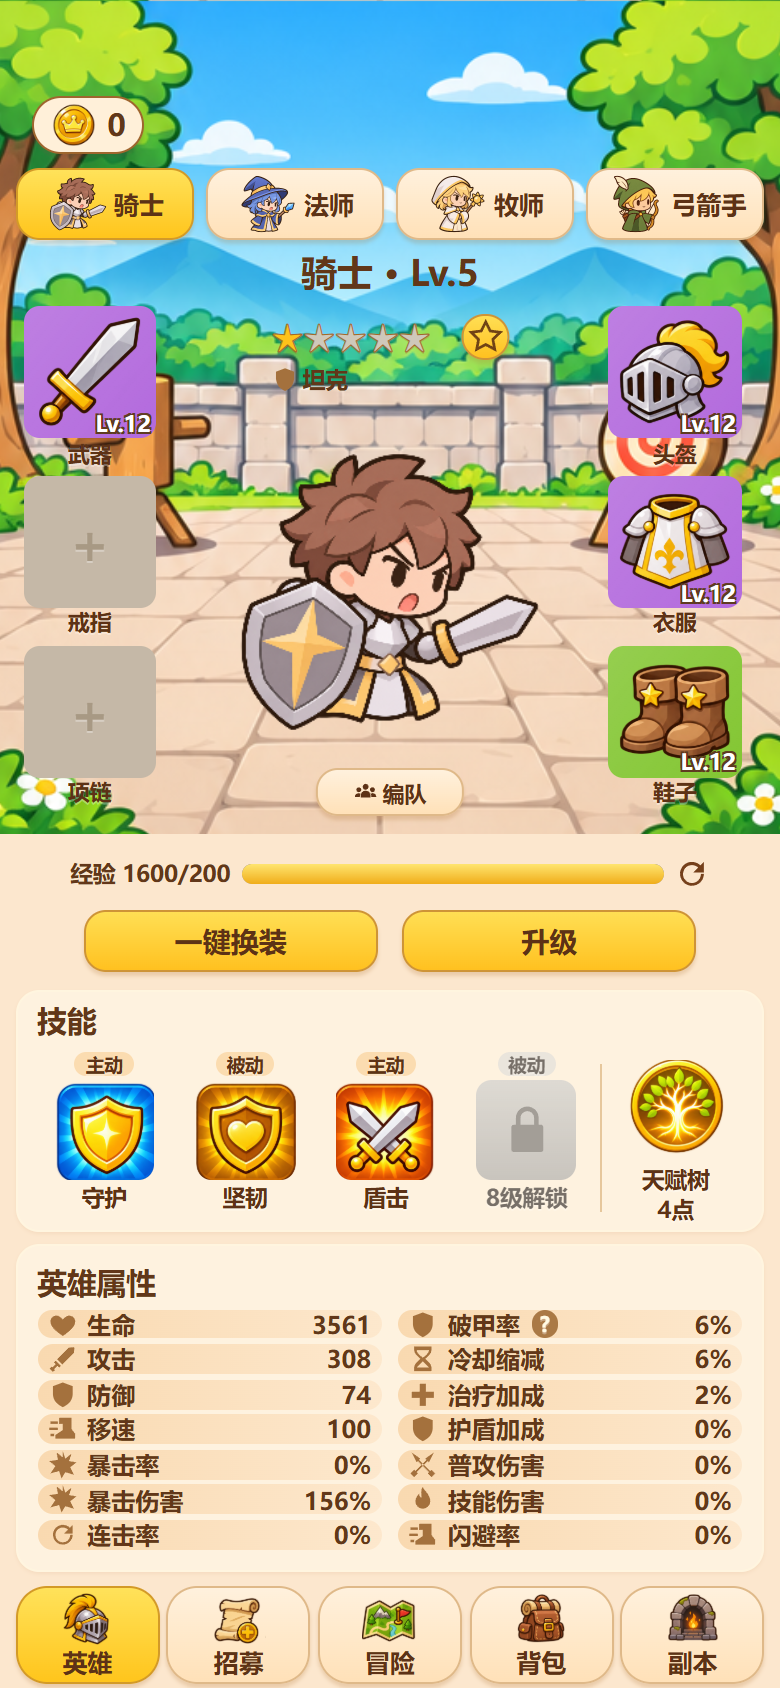 0
骑士
法师
牧师
弓箭手
骑士·Lv.5
坦克
Lv.12
武器
戒指
项链
Lv.12
头盔
Lv.12
衣服
Lv.12
鞋子
编队
经验 1600/200
一键换装
升级
技能
主动
守护
被动
坚韧
主动
盾击
被动
8级解锁
天赋树
4点
英雄属性
生命 3561
破甲率 ? 6%
攻击 308
冷却缩减 6%
防御 74
治疗加成 2%
移速 100
护盾加成 0%
暴击率 0%
普攻伤害 0%
暴击伤害 156%
技能伤害 0%
连击率 0%
闪避率 0%
英雄
招募
冒险
背包
副本